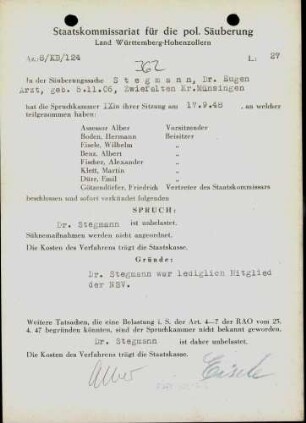 Staatskommissariat für die pol. Säuberung
Land Württemberg-Hohenzollern
Az. 8/KD/124
362
L: 27
In der Säuberungssache Stegmann, Dr. Eugen
Arzt, geb. 5.11.06, Zwiefalten Kr.Münsingen
hat die Spruchkammer IXD in ihrer Sitzung am 17.9.48 , an welcher
teilgenommen haben:
Assessor Alber Vorsitzender
Boden, Hermann Beisitzer
Eisele, Wilhelm "
Benz, Albert "
Fischer, Alexander "
Klett, Martin "
Dürr, Emil "
Götzendörfer, Friedrich Vertreter des Staatskommissars
beschlossen und sofort verkündet folgenden
SPRUCH:
Dr. Stegmann ist unbelastet.
Sühnemaßnahmen werden nicht angeordnet.
Die Kosten des Verfahrens trägt die Staatskasse.
Gründe:
Dr. Stegmann war lediglich Mitglied
der NSV.
Weitere Tatsachen, die eine Belastung i. S. der Art. 4—7 der RAO vom 25.
4. 47 begründen könnten, sind der Spruchkammer nicht bekannt geworden.
Dr. Stegmann ist daher unbelastet.
Die Kosten des Verfahrens trägt die Staatskasse.
Alber Eisele